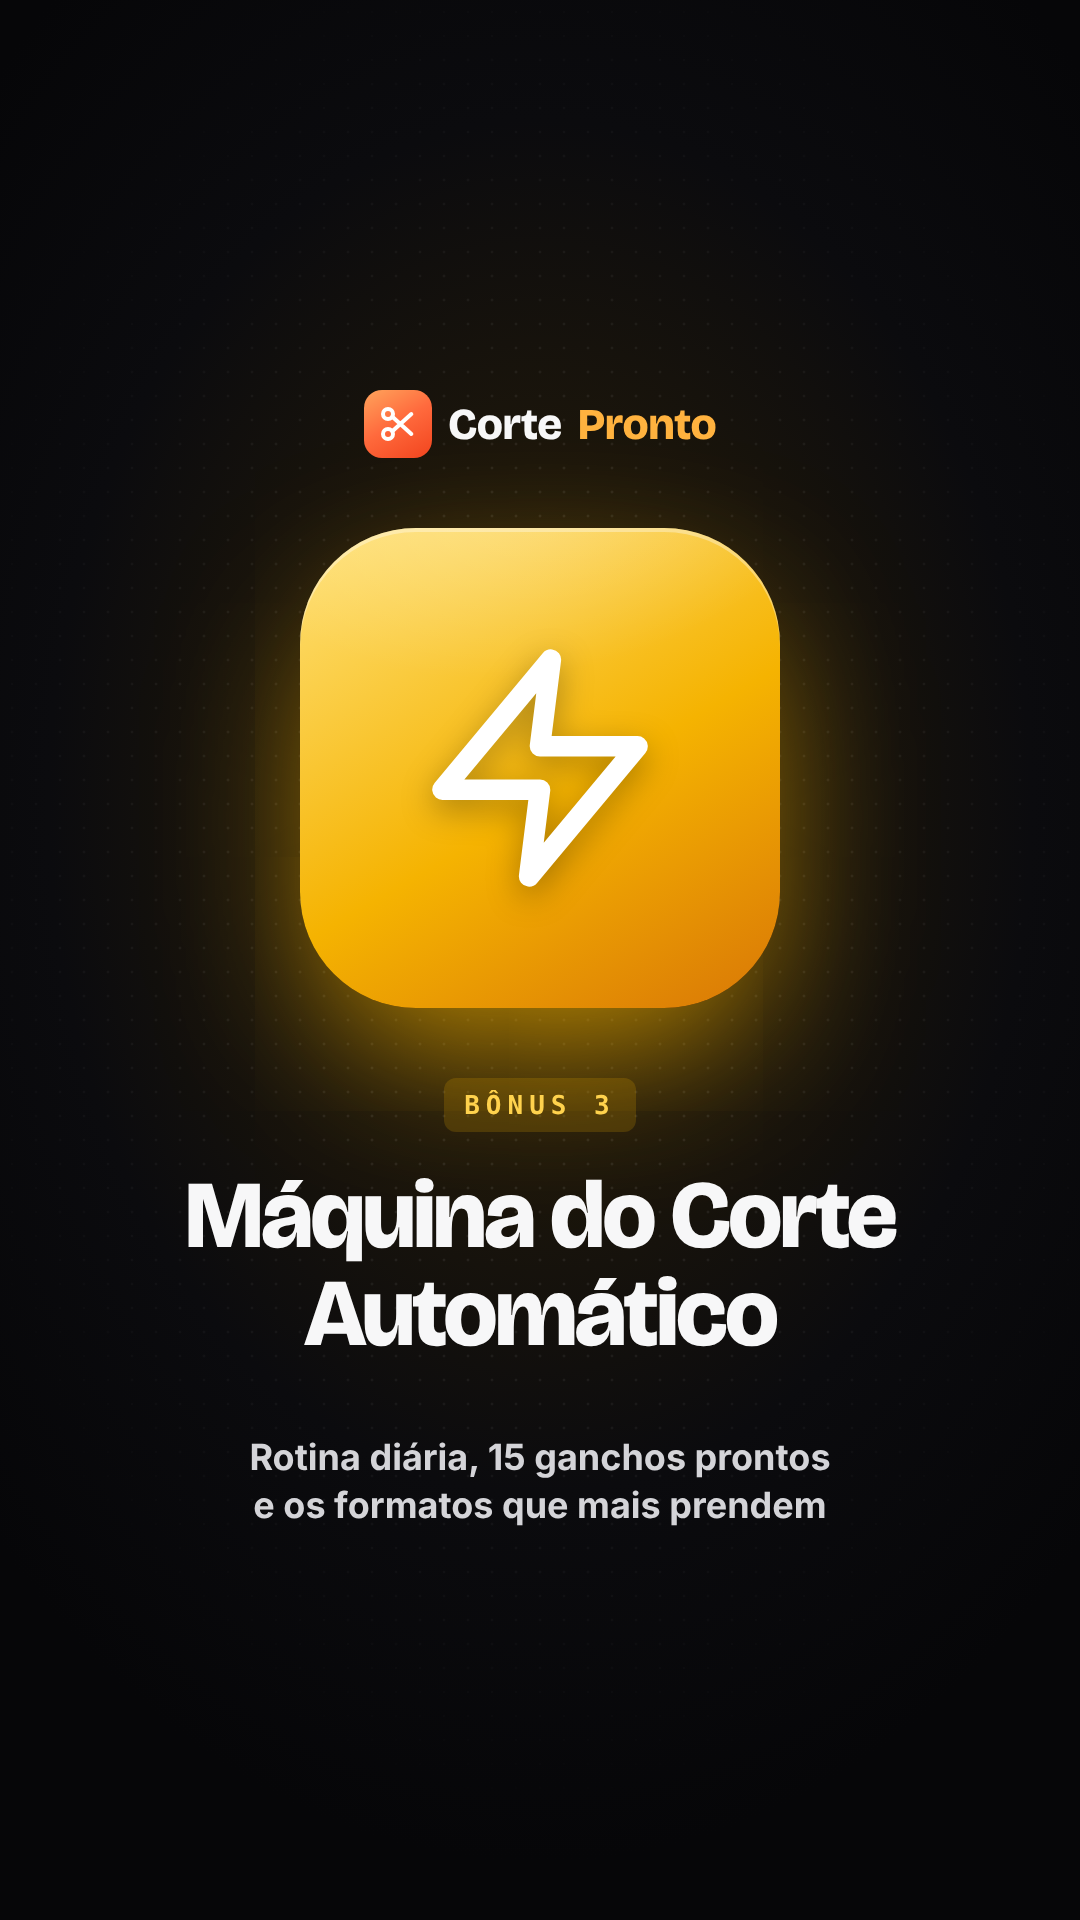 Corte Pronto
BÔNUS 3
Máquina do Corte
Automático
Rotina diária, 15 ganchos prontos
e os formatos que mais prendem